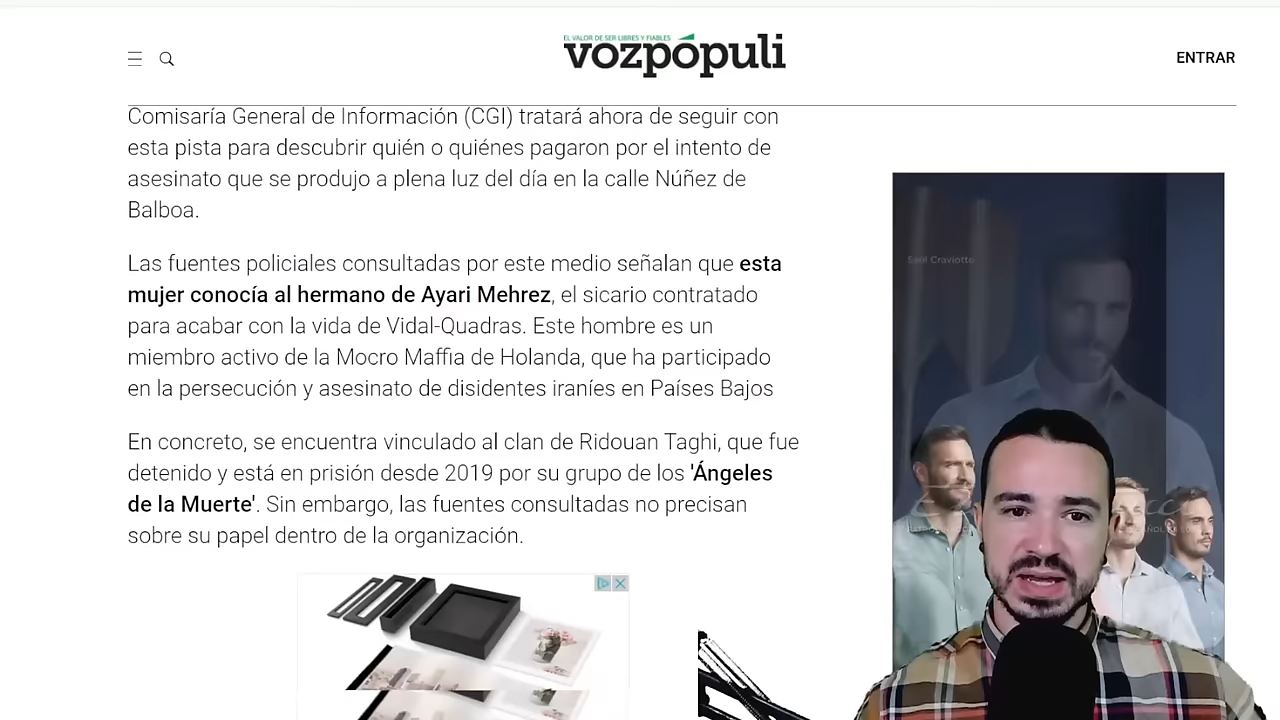 EL VALOR DE SER LIBRES Y FIABLES
vozpópuli
ENTRAR
Comisaría General de Información (CGI) tratará ahora de seguir con
esta pista para descubrir quién o quiénes pagaron por el intento de
asesinato que se produjo a plena luz del día en la calle Núñez de
Balboa.
Las fuentes policiales consultadas por este medio señalan que esta
mujer conocía al hermano de Ayari Mehrez, el sicario contratado
para acabar con la vida de Vidal-Quadras. Este hombre es un
miembro activo de la Mocro Maffia de Holanda, que ha participado
en la persecución y asesinato de disidentes iraníes en Países Bajos
En concreto, se encuentra vinculado al clan de Ridouan Taghi, que fue
detenido y está en prisión desde 2019 por su grupo de los 'Ángeles
de la Muerte'. Sin embargo, las fuentes consultadas no precisan
sobre su papel dentro de la organización.
Saúl Craviotto